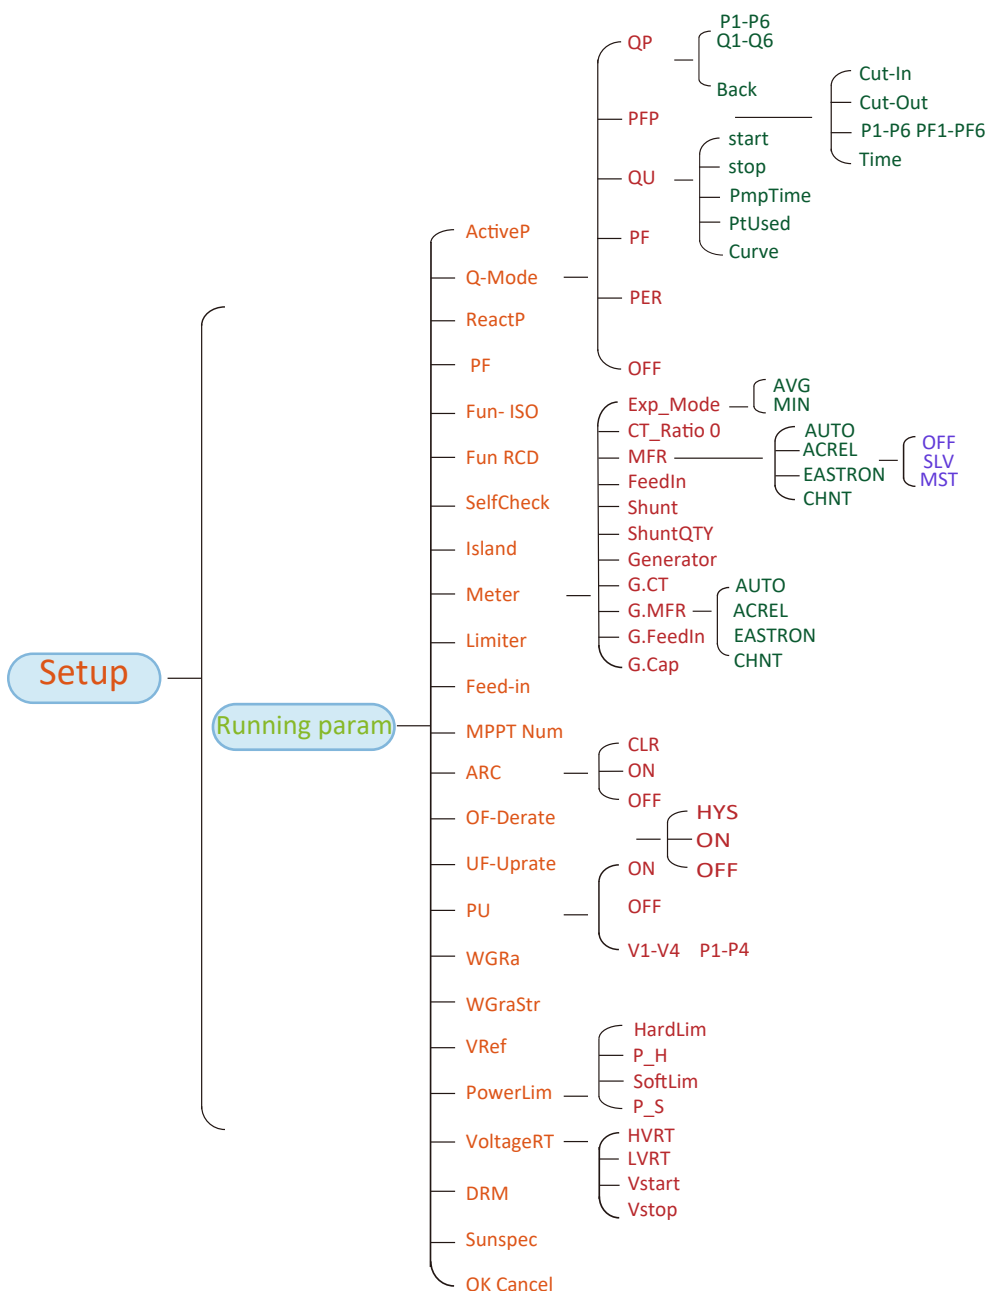 Setup
Running param
ActiveP
Q-Mode
QP
P1-P6
Q1-Q6
Back
PFP
Cut-In
Cut-Out
P1-P6 PF1-PF6
Time
QU
start
stop
PmpTime
PtUsed
Curve
PF
PER
OFF
ReactP
PF
Fun- ISO
Fun RCD
SelfCheck
Island
Meter
Exp_Mode
AVG
MIN
CT_Ratio 0
MFR
AUTO
ACREL
EASTRON
CHNT
OFF
SLV
MST
FeedIn
Shunt
ShuntQTY
Generator
G.CT
G.MFR
AUTO
ACREL
EASTRON
CHNT
G.FeedIn
G.Cap
Limiter
Feed-in
MPPT Num
ARC
CLR
ON
OFF
OF-Derate
HYS
ON
OFF
UF-Uprate
PU
ON
OFF
V1-V4 P1-P4
WGRa
WGraStr
VRef
PowerLim
HardLim
P_H
SoftLim
P_S
VoltageRT
HVRT
LVRT
Vstart
Vstop
DRM
Sunspec
OK Cancel